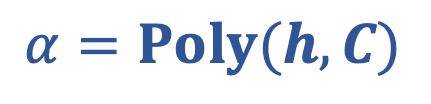 α = Poly(h, C)